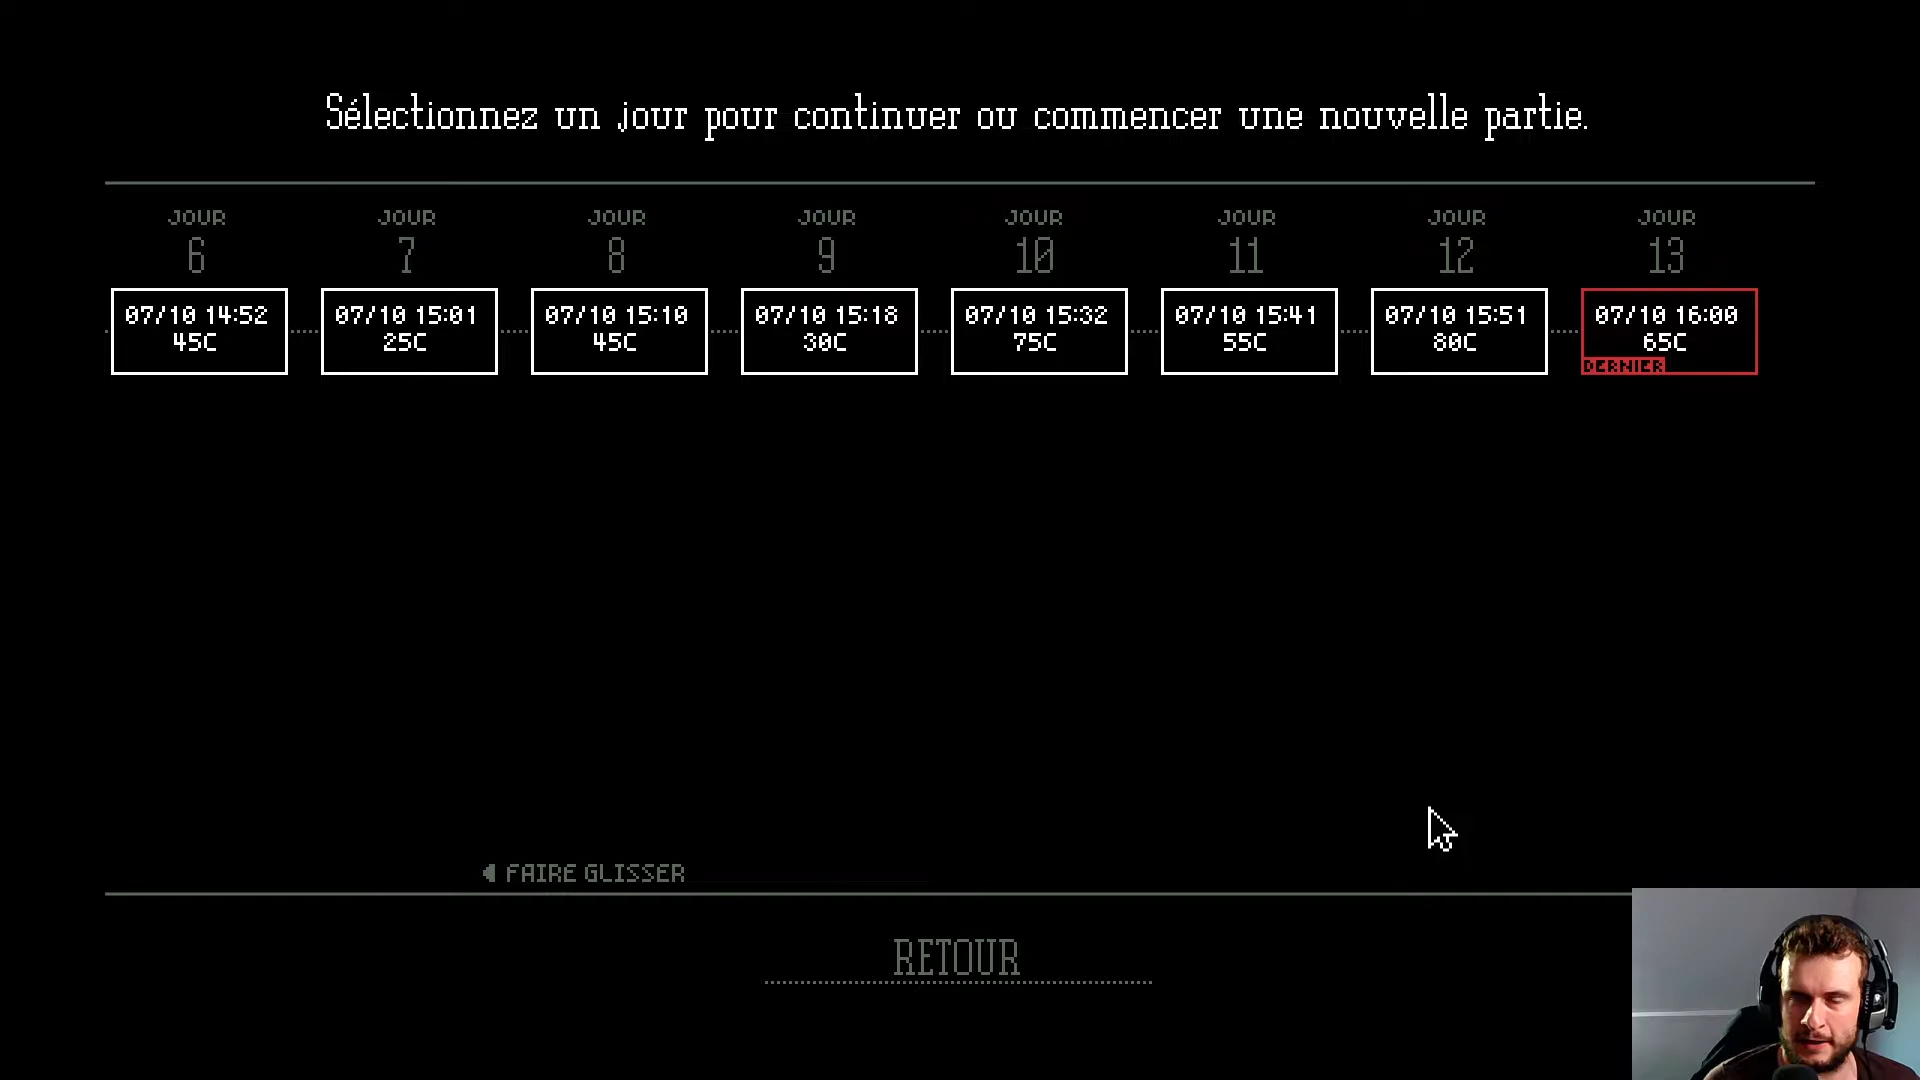 Sélectionnez un jour pour continuer ou commencer une nouvelle partie.
JOUR JOUR JOUR JOUR JOUR JOUR JOUR JOUR
6 7 8 9 10 11 12 13
07/10 14:52 07/10 15:01 07/10 15:10 07/10 15:18 07/10 15:32 07/10 15:41 07/10 15:51 07/10 16:00
45C 25C 45C 30C 75C 55C 80C 65C
DERNIER
FAIRE GLISSER
RETOUR